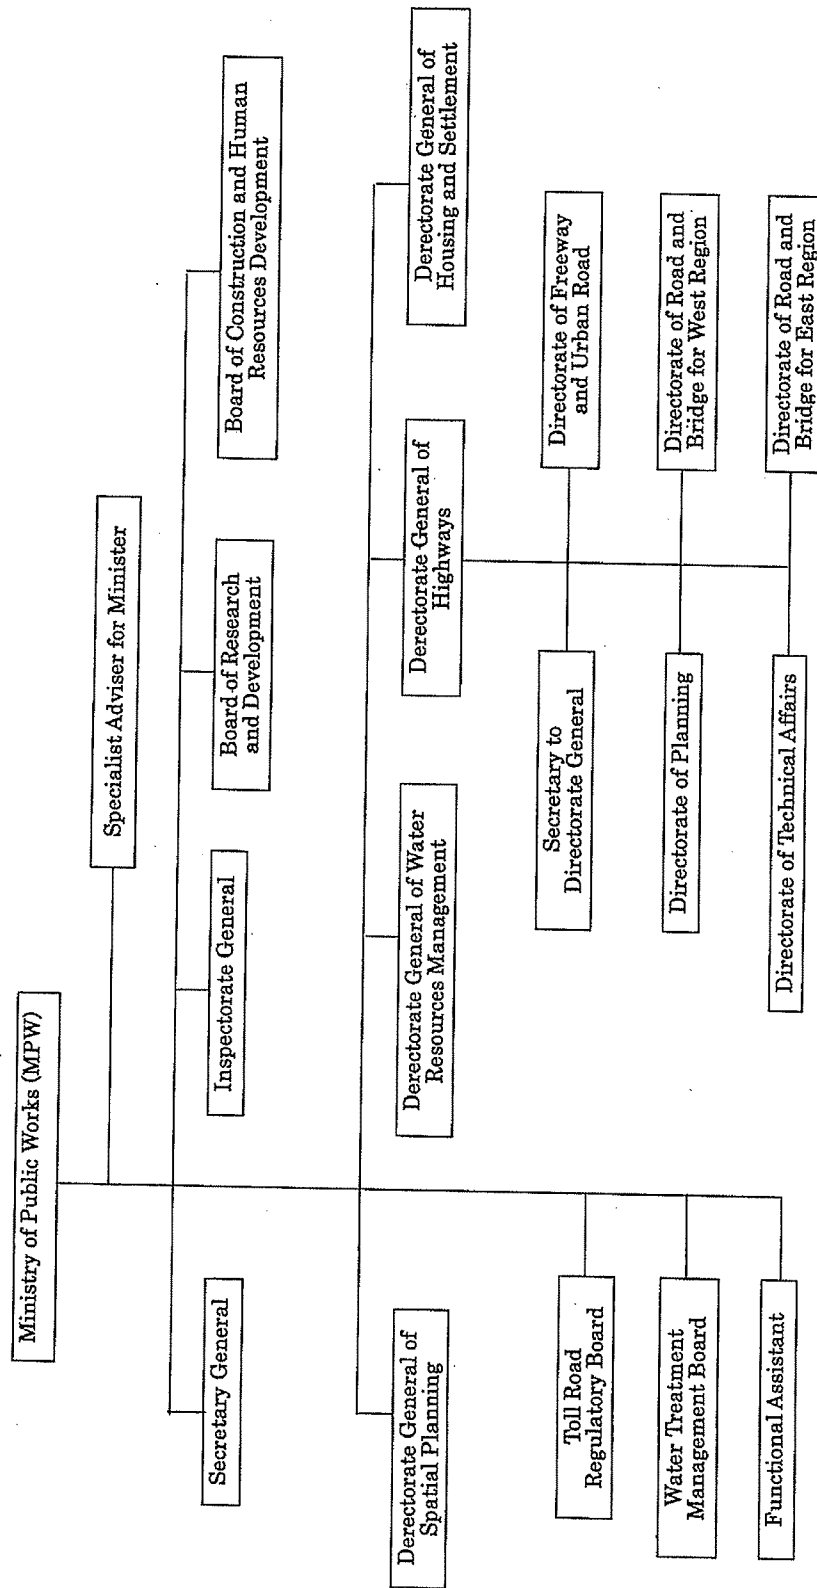 Ministry of Public Works (MPW)
Specialist Adviser for Minister
Secretary General
Inspectorate General
Board of Research
and Development
Board of Construction and Human
Resources Development
Derectorate General of
Spatial Planning
Derectorate General of Water
Resources Management
Derectorate General of
Highways
Derectorate General of
Housing and Settlement
Toll Road
Regulatory Board
Water Treatment
Management Board
Functional Assistant
Secretary to
Directorate General
Directorate of Freeway
and Urban Road
Directorate of Planning
Directorate of Road and
Bridge for West Region
Directorate of Technical Affairs
Directorate of Road and
Bridge for East Region